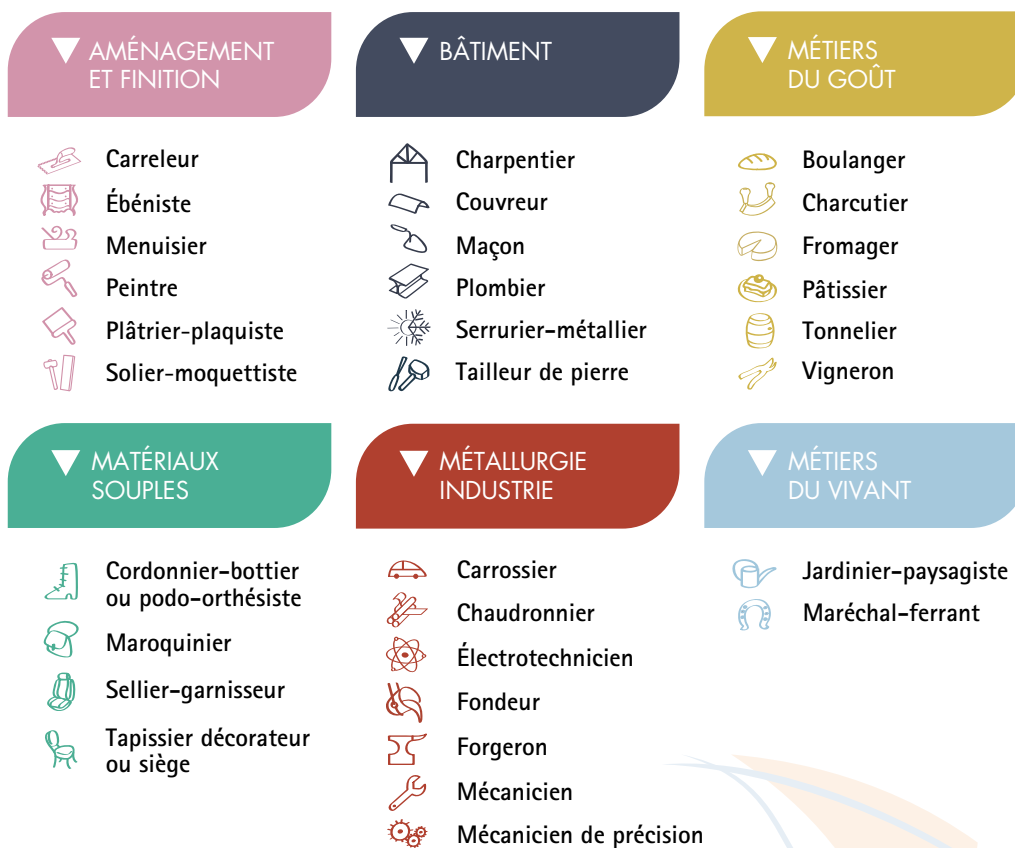 AMÉNAGEMENT
ET FINITION
Carreleur
Ébéniste
Menuisier
Peintre
Plâtrier-plaquiste
Solier-moquettiste
BÂTIMENT
Charpentier
Couvreur
Maçon
Plombier
Serrurier-métallier
Tailleur de pierre
MÉTIERS
DU GOÛT
Boulanger
Charcutier
Fromager
Pâtissier
Tonnelier
Vigneron
MATÉRIAUX
SOUPLES
Cordonnier-bottier
ou podo-orthésiste
Maroquinier
Sellier-garnisseur
Tapissier décorateur
ou siège
MÉTALLURGIE
INDUSTRIE
Carrossier
Chaudronnier
Électrotechnicien
Fondeur
Forgeron
Mécanicien
Mécanicien de précision
MÉTIERS
DU VIVANT
Jardinier-paysagiste
Maréchal-ferrant